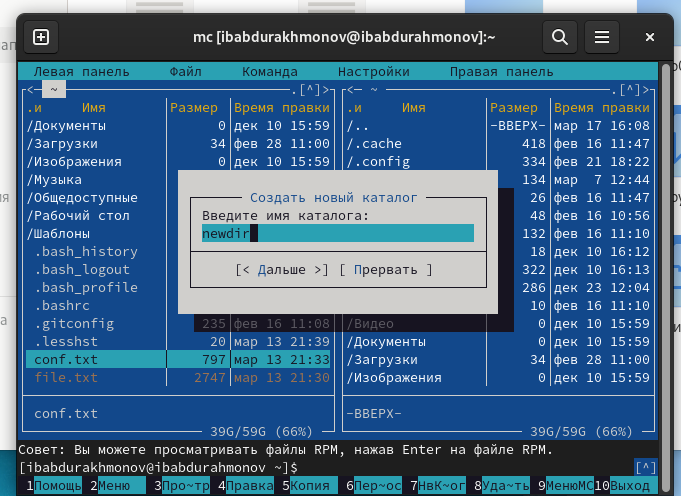 mc [ibabdurakhmonov@ibabdurahmonov]:~
Левая панель Файл Команда Настройки Правая панель
<─ ~ .[^]> <─ ~ .[^]>
.и Имя Размер Время правки .и Имя Размер Время правки
/Документы 0 дек 10 15:59 /.. -ВВЕРХ- мар 17 16:08
/Загрузки 34 фев 28 11:00 /.cache 418 фев 16 11:47
/Изображения 0 дек 10 15:59 /.config 334 фев 21 18:22
/Музыка 134 мар 7 12:44
/Общедоступные 26 фев 16 11:47
/Рабочий стол 48 фев 16 10:56
/Шаблоны 132 фев 16 11:10
.bash_history 18 дек 10 16:12
.bash_logout 322 дек 10 16:13
.bash_profile 286 дек 23 12:04
.bashrc 10 фев 16 11:10
Создать новый каталог
Введите имя каталога:
newdir
[< Дальше >] [ Прервать ]
.gitconfig 235 фев 16 11:08 /Видео 0 дек 10 15:59
.lesshst 20 мар 13 21:39 /Документы 0 дек 10 15:59
conf.txt 797 мар 13 21:33 /Загрузки 34 фев 28 11:00
file.txt 2747 мар 13 21:30 /Изображения 0 дек 10 15:59
conf.txt -ВВЕРХ-
39G/59G (66%) 39G/59G (66%)
Совет: Вы можете просматривать файлы RPM, нажав Enter на файле RPM.
[ibabdurakhmonov@ibabdurahmonov ~]$ [^]
1Помощь 2Меню 3Про~тр 4Правка 5Копия 6Пер~ос 7НвК~ог 8Уда~ть 9МенюМС 10Выход